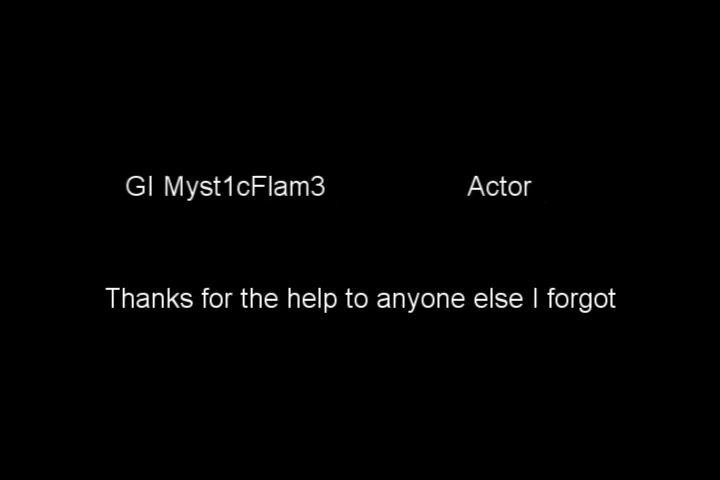 GI Myst1cFlam3 Actor
Thanks for the help to anyone else I forgot